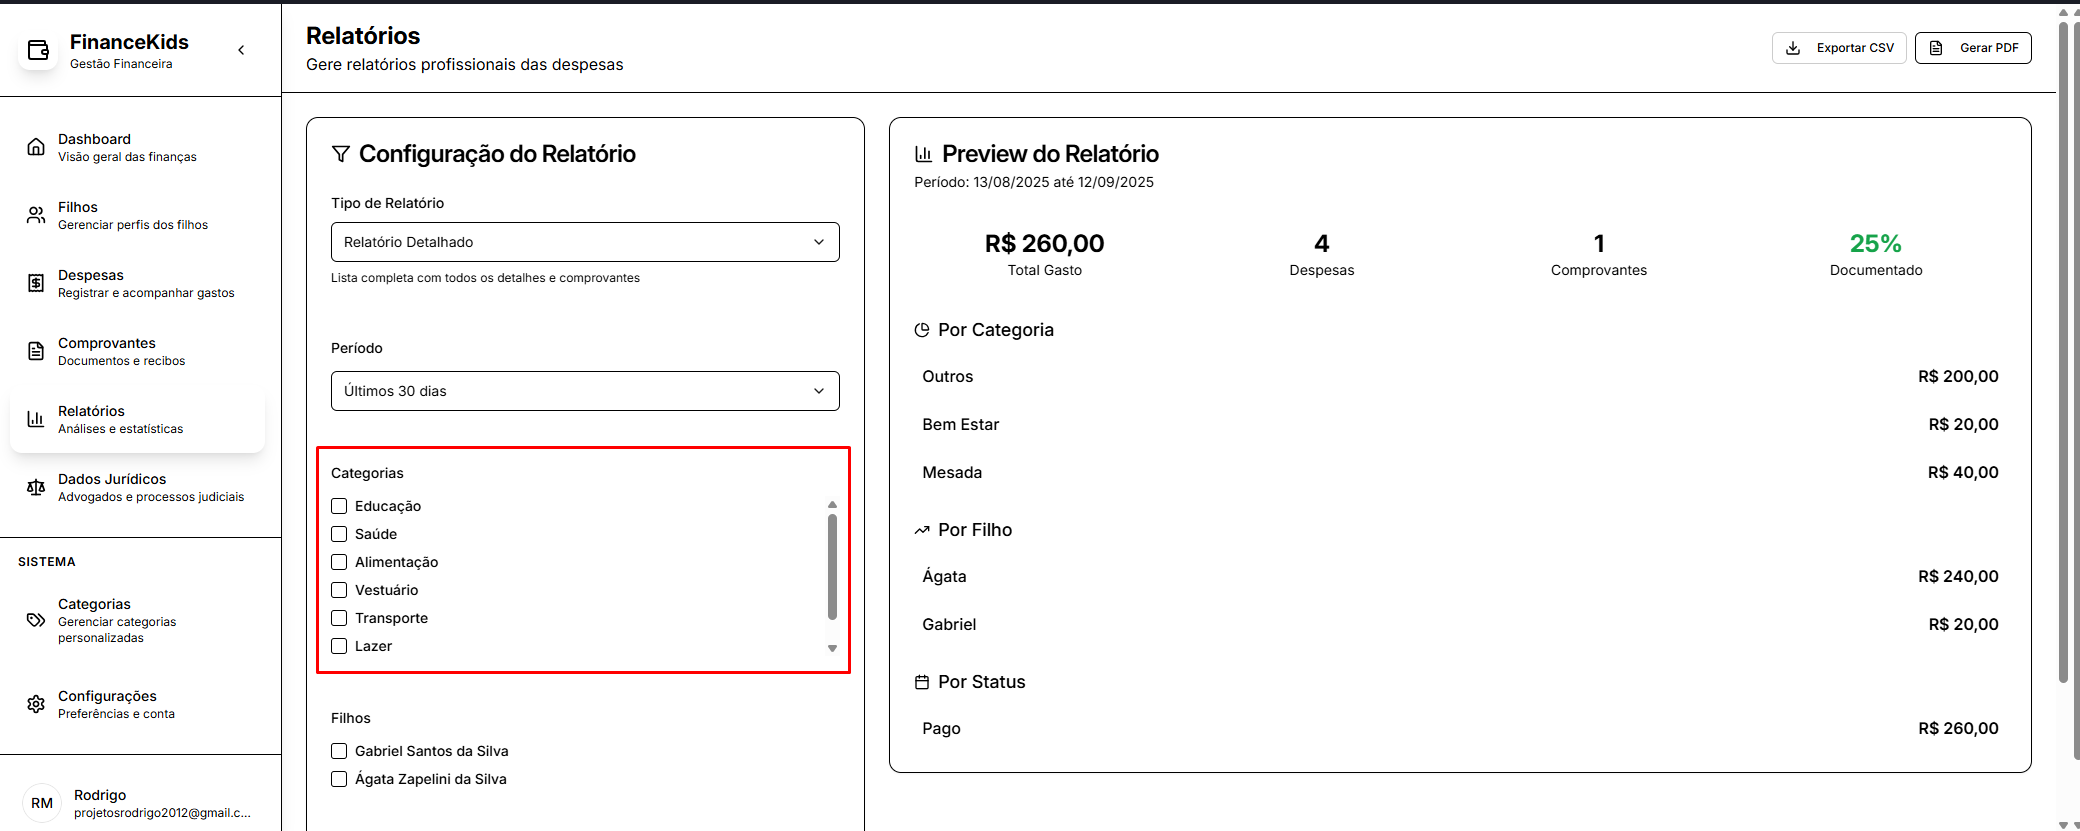 FinanceKids
Gestão Financeira
Dashboard
Visão geral das finanças
Filhos
Gerenciar perfis dos filhos
Despesas
Registrar e acompanhar gastos
Comprovantes
Documentos e recibos
Relatórios
Análises e estatísticas
Dados Jurídicos
Advogados e processos judiciais
SISTEMA
Categorias
Gerenciar categorias
personalizadas
Configurações
Preferências e conta
RM
Rodrigo
projetosrodrigo2012@gmail.c...
Relatórios
Gere relatórios profissionais das despesas
Exportar CSV
Gerar PDF
Configuração do Relatório
Tipo de Relatório
Relatório Detalhado
Lista completa com todos os detalhes e comprovantes
Período
Últimos 30 dias
Categorias
Educação
Saúde
Alimentação
Vestuário
Transporte
Lazer
Filhos
Gabriel Santos da Silva
Ágata Zapelini da Silva
Preview do Relatório
Período: 13/08/2025 até 12/09/2025
R$ 260,00
Total Gasto
4
Despesas
1
Comprovantes
25%
Documentado
Por Categoria
Outros R$ 200,00
Bem Estar R$ 20,00
Mesada R$ 40,00
Por Filho
Ágata R$ 240,00
Gabriel R$ 20,00
Por Status
Pago R$ 260,00